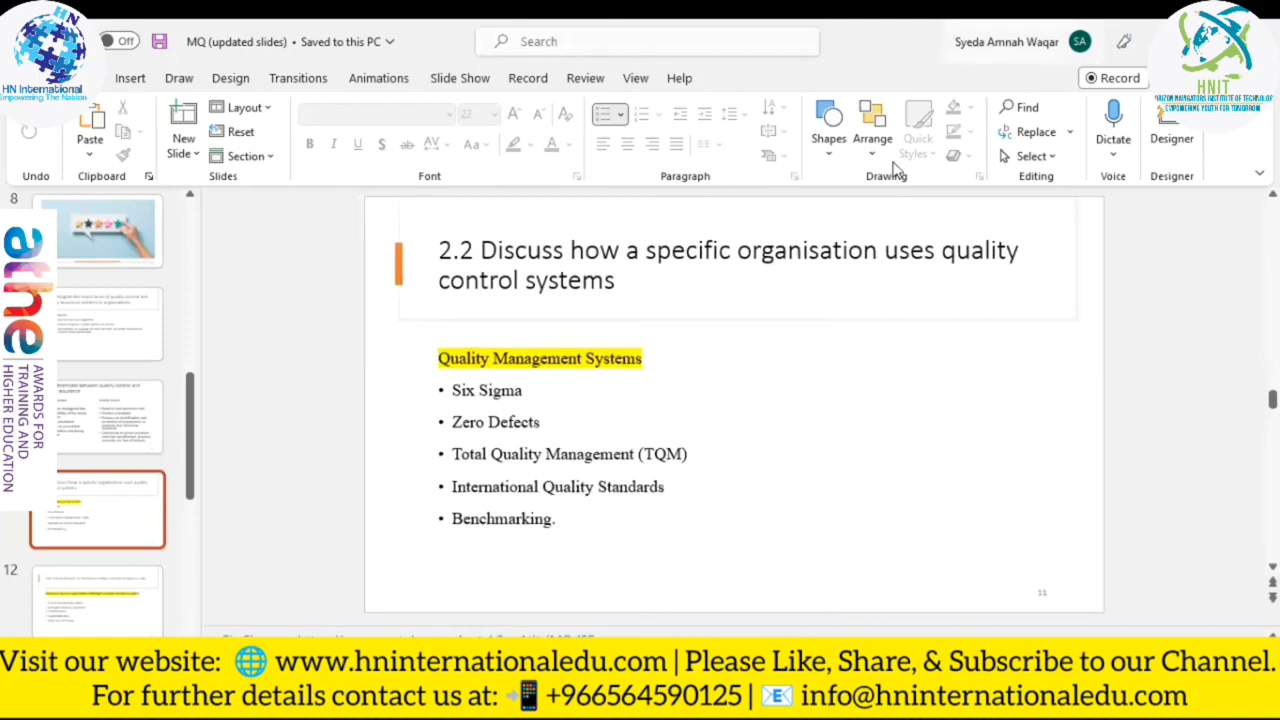 Off
MQ (updated slides) • Saved to this PC
Search
Syeda Amnah Waqar
SA
HN International
Empowering The Nation
HNIT
EMPOWERING YOUTH FOR TOMORROW
Insert
Draw
Design
Transitions
Animations
Slide Show
Record
Review
View
Help
Record
Paste
New
Slide
Layout
Reset
Section
Shapes
Arrange
Quick
Styles
Find
Replace
Select
Dictate
Designer
Undo
Clipboard
Slides
Font
Paragraph
Drawing
Editing
Voice
Designer
8
12
athe
AWARDS FOR
TRAINING AND
HIGHER EDUCATION
2.2 Discuss how a specific organisation uses quality
control systems
Quality Management Systems
• Six Sigma
• Zero Defects
• Total Quality Management (TQM)
• International Quality Standards
• Benchmarking.
11
Visit our website: 🌐 www.hninternationaledu.com | Please Like, Share, & Subscribe to our Channel.
For further details contact us at: 📲 +966564590125 | 📧 info@hninternationaledu.com